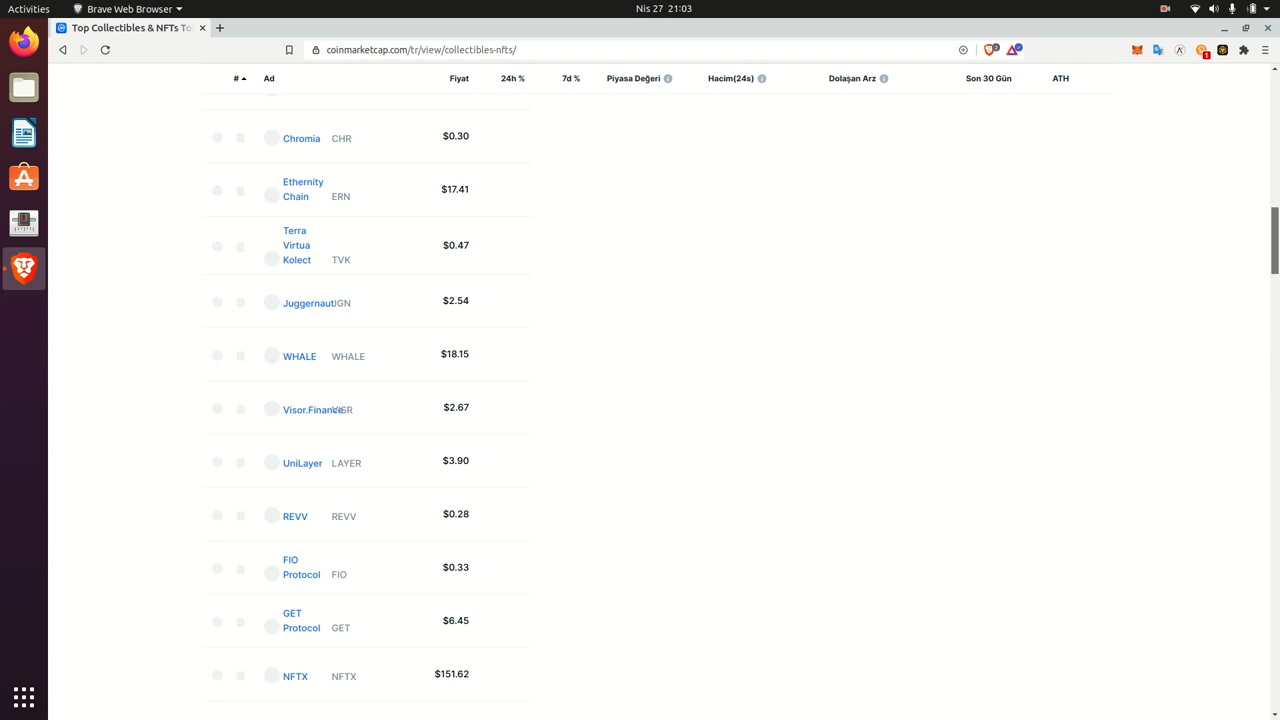 Activities
Brave Web Browser
Nis 27 21:03
Top Collectibles & NFTs To
coinmarketcap.com/tr/view/collectibles-nfts/
2
1
# Ad Fiyat 24h % 7d % Piyasa Değeri Hacim(24s) Dolaşan Arz Son 30 Gün ATH
Chromia CHR $0.30
Ethernity
Chain ERN $17.41
Terra
Virtua
Kolect TVK $0.47
Juggernaut JGN $2.54
WHALE WHALE $18.15
Visor.Finance VISR $2.67
UniLayer LAYER $3.90
REVV REVV $0.28
FIO
Protocol FIO $0.33
GET
Protocol GET $6.45
NFTX NFTX $151.62